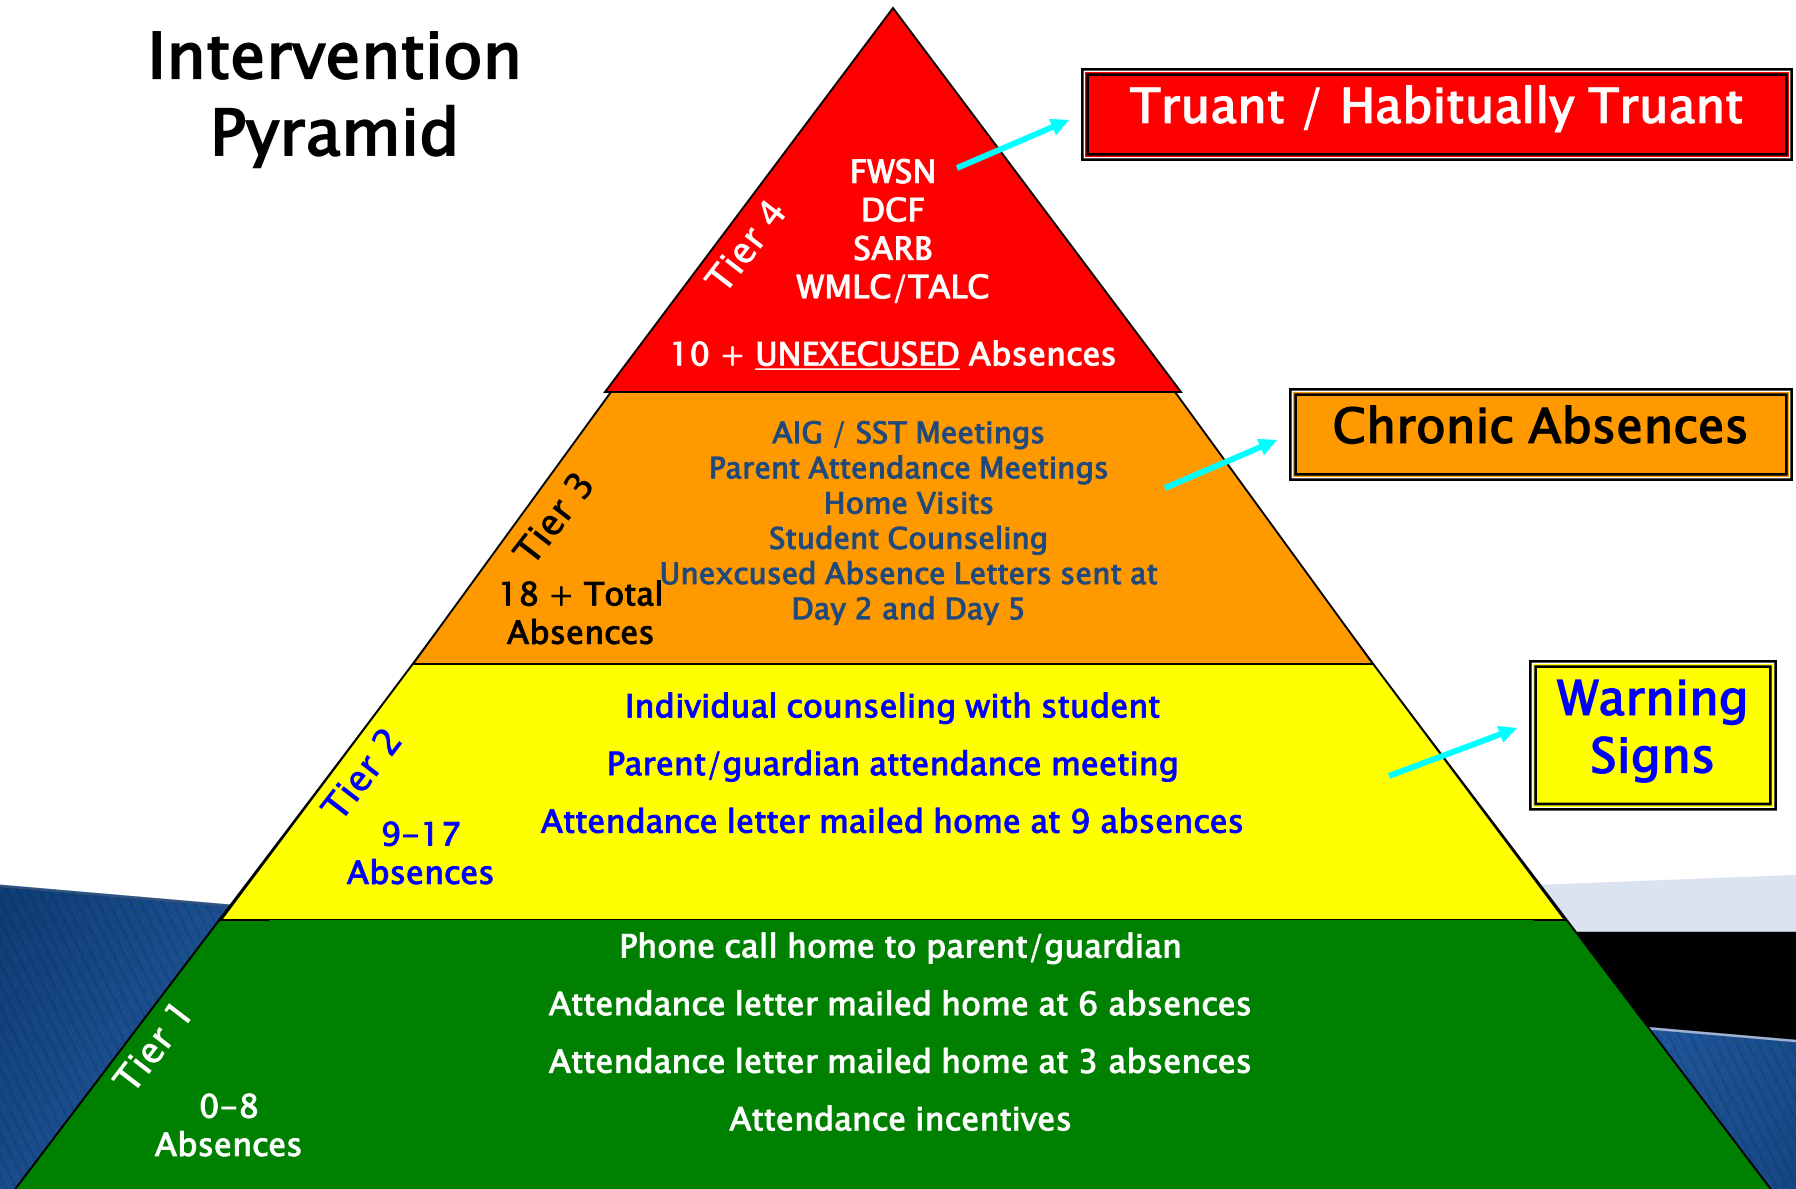 Intervention
Pyramid
Truant / Habitually Truant
FWSN
DCF
SARB
WMLC/TALC
Tier 4
10 + UNEXECUSED Absences
Chronic Absences
AIG / SST Meetings
Parent Attendance Meetings
Home Visits
Student Counseling
Unexcused Absence Letters sent at
Day 2 and Day 5
Tier 3
18 + Total
Absences
Warning
Signs
Individual counseling with student
Parent/guardian attendance meeting
Attendance letter mailed home at 9 absences
Tier 2
9-17
Absences
Phone call home to parent/guardian
Attendance letter mailed home at 6 absences
Attendance letter mailed home at 3 absences
Attendance incentives
Tier 1
0-8
Absences